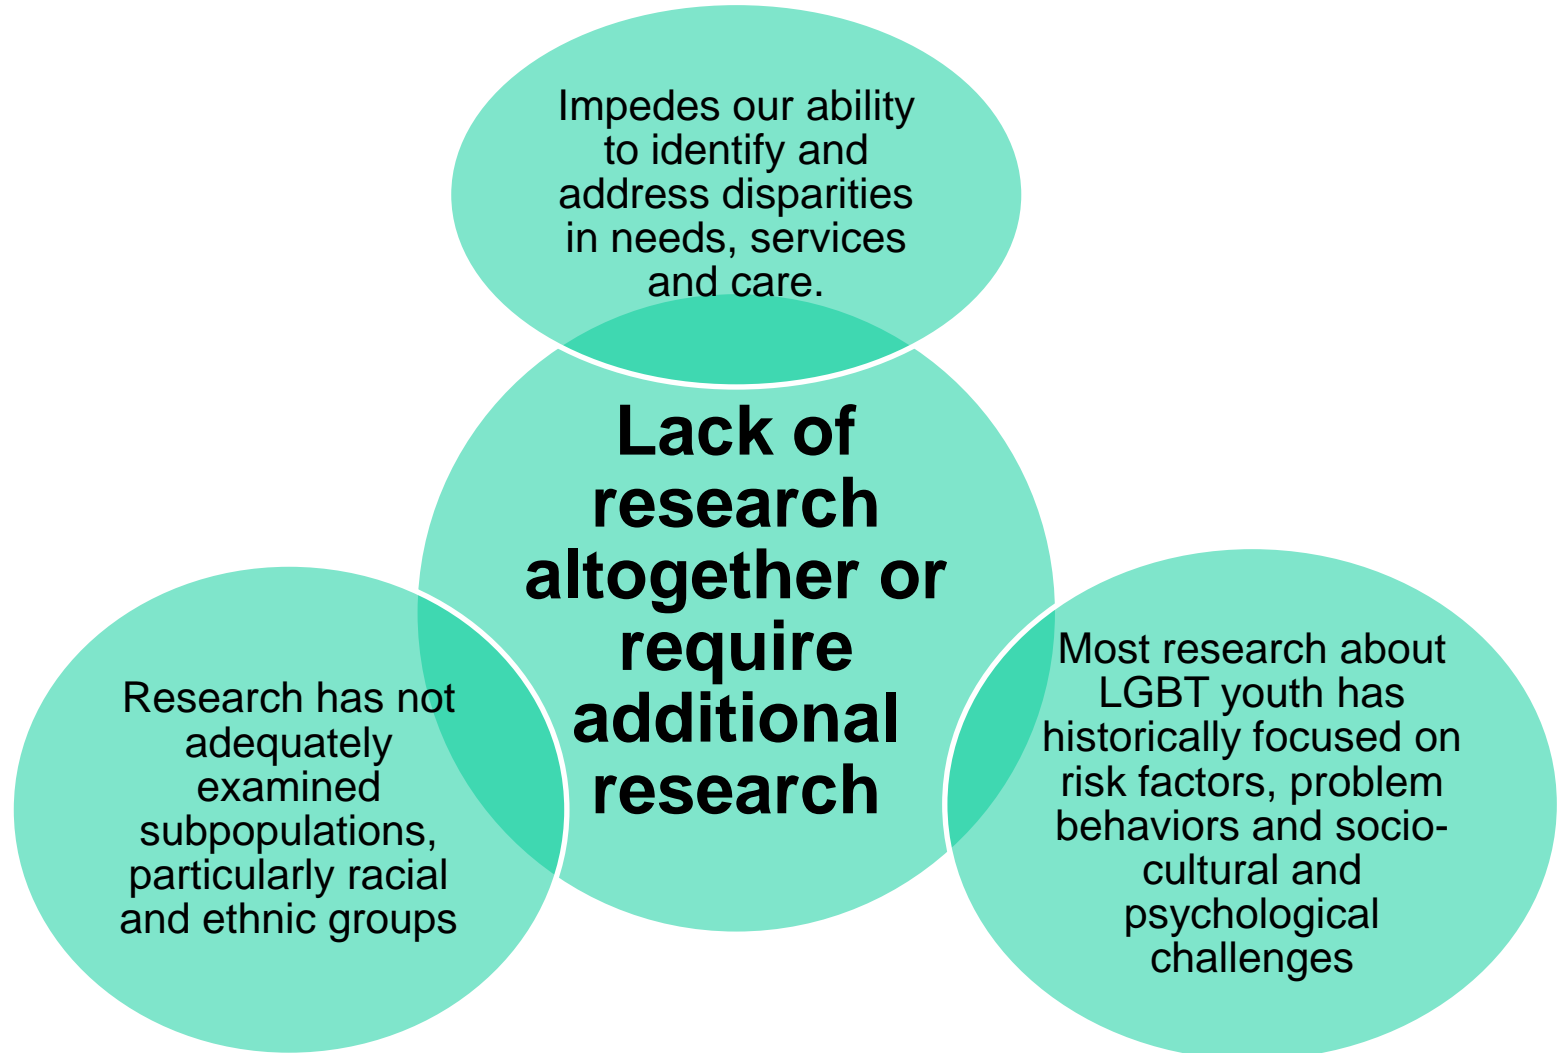 Impedes our ability
to identify and
address disparities
in needs, services
and care.
Lack of
research
altogether or
require
additional
research
Research has not
adequately
examined
subpopulations,
particularly racial
and ethnic groups
Most research about
LGBT youth has
historically focused on
risk factors, problem
behaviors and socio-
cultural and
psychological
challenges